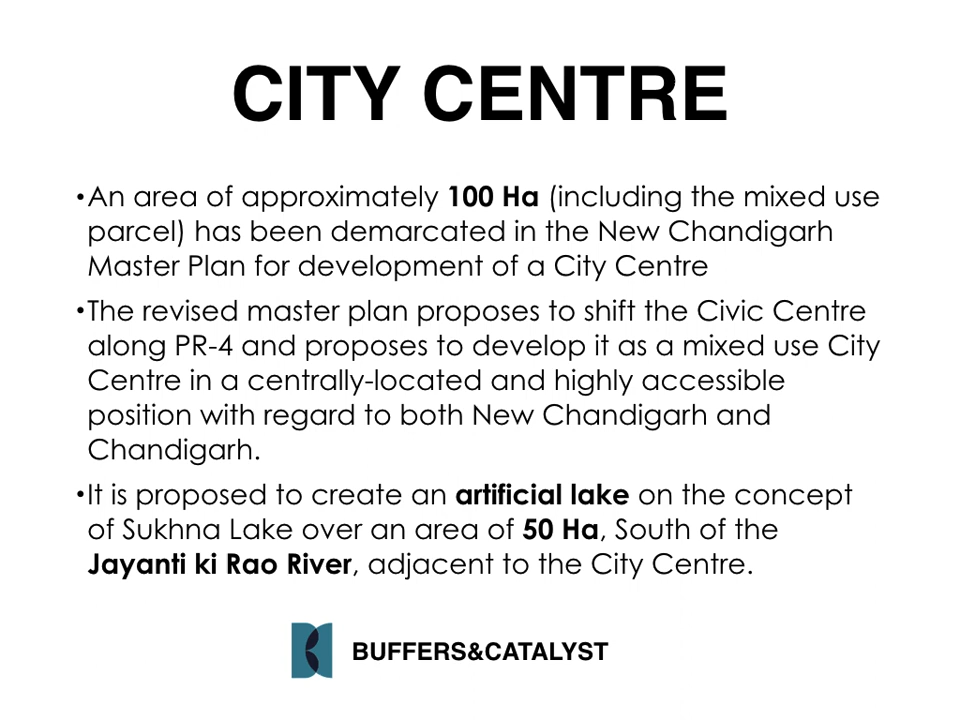 CITY CENTRE
•An area of approximately 100 Ha (including the mixed use
parcel) has been demarcated in the New Chandigarh
Master Plan for development of a City Centre
•The revised master plan proposes to shift the Civic Centre
along PR-4 and proposes to develop it as a mixed use City
Centre in a centrally-located and highly accessible
position with regard to both New Chandigarh and
Chandigarh.
•It is proposed to create an artificial lake on the concept
of Sukhna Lake over an area of 50 Ha, South of the
Jayanti ki Rao River, adjacent to the City Centre.
BUFFERS&CATALYST